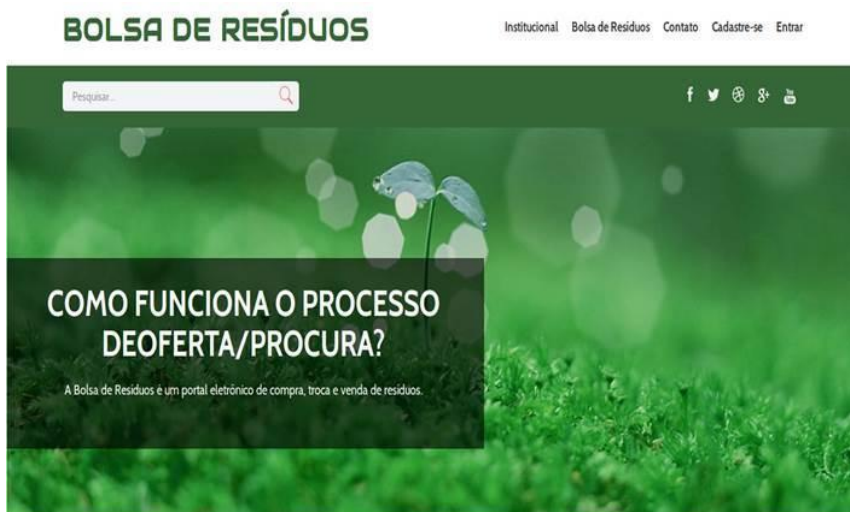 BOLSA DE RESÍDUOS
Institucional Bolsa de Resíduos Contato Cadastre-se Entrar
Pesquisar...
COMO FUNCIONA O PROCESSO
DEOFERTA/PROCURA?
A Bolsa de Resíduos é um portal eletrônico de compra, troca e venda de resíduos.